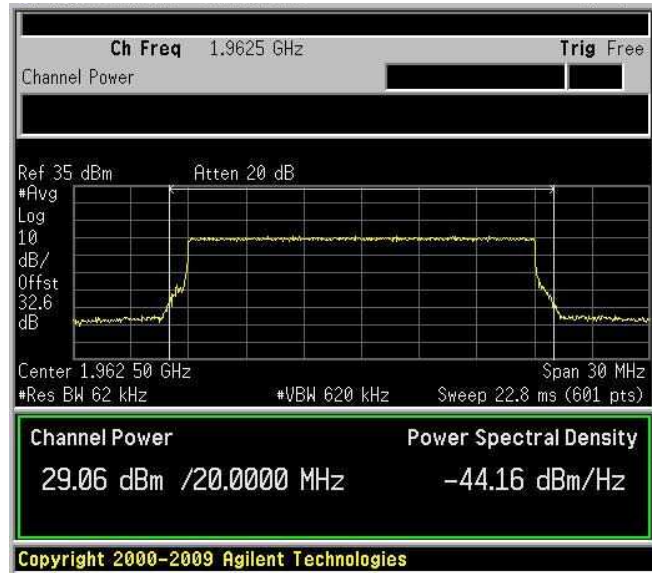 Ch Freq 1.9625 GHz Trig Free
Channel Power
Ref 35 dBm Atten 20 dB
#Avg
Log
10
dB/
Offst
32.6
dB
Center 1.962 50 GHz Span 30 MHz
#Res BW 62 kHz #VBW 620 kHz Sweep 22.8 ms (601 pts)
Channel Power Power Spectral Density
29.06 dBm /20.0000 MHz -44.16 dBm/Hz
Copyright 2000-2009 Agilent Technologies